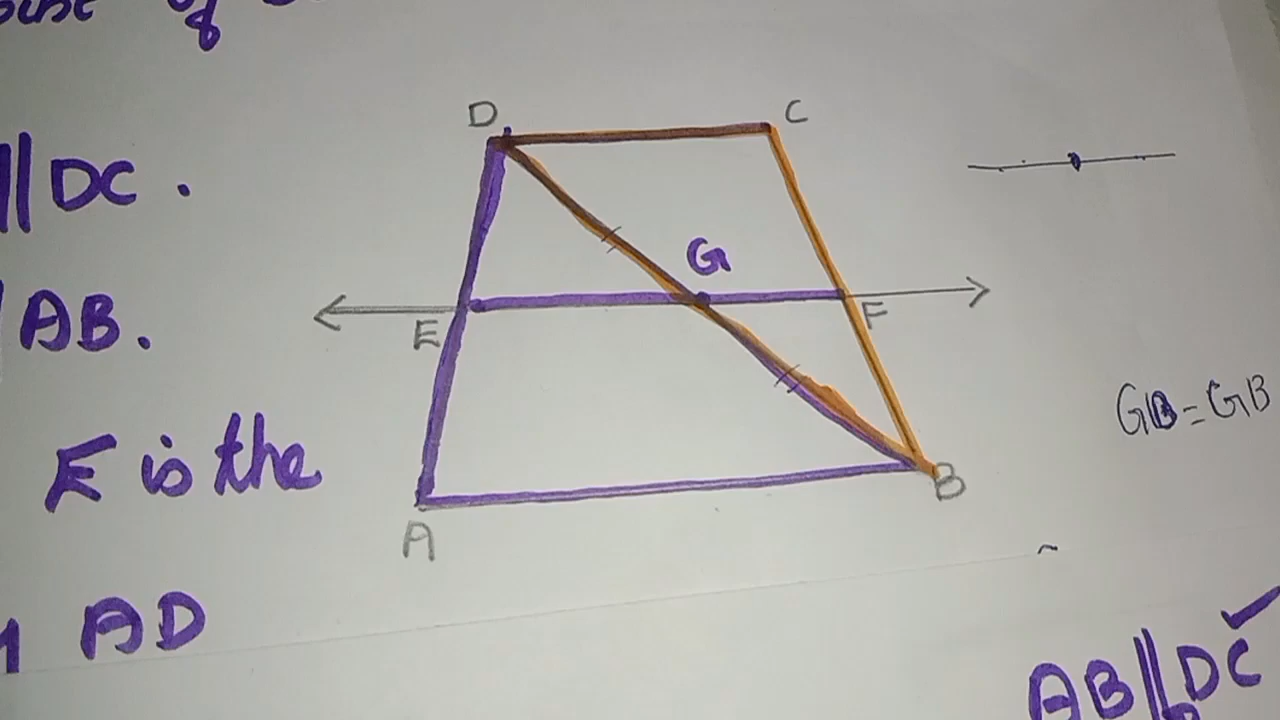 of
|| DC .
AB .
E is the
AD
D
C
G
E
F
A
B
GB = GB
AB || DC